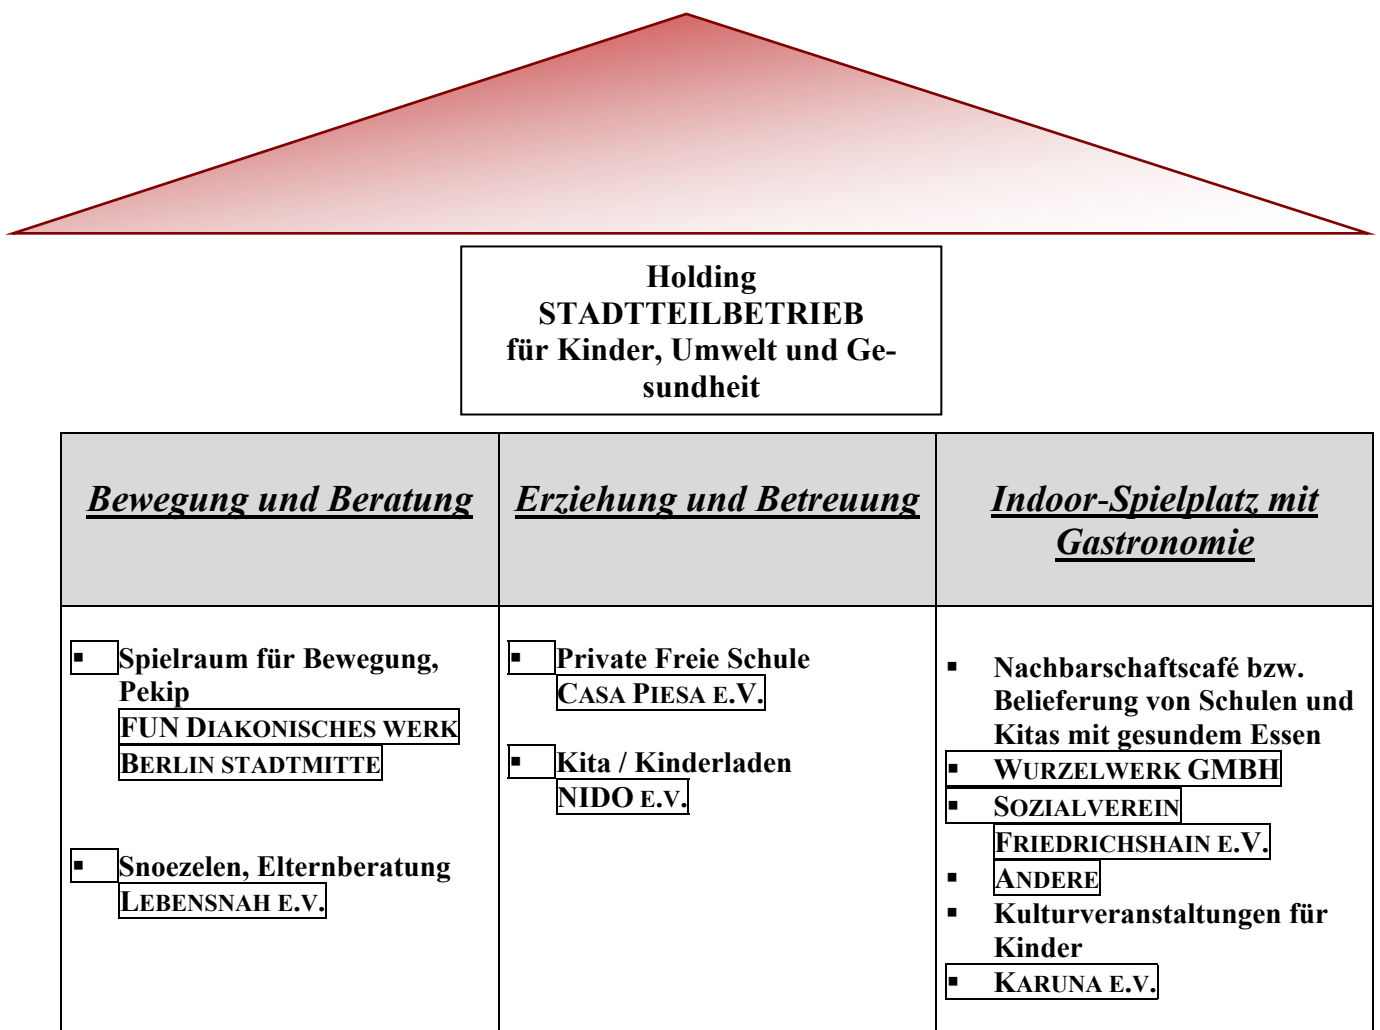 Holding
STADTTEILBETRIEB
für Kinder, Umwelt und Ge-
sundheit
Bewegung und Beratung
Erziehung und Betreuung
Indoor-Spielplatz mit
Gastronomie
▪ Spielraum für Bewegung,
Pekip
FUN DIAKONISCHES WERK
BERLIN STADTMITTE
▪ Snoezelen, Elternberatung
LEBENSNAH E.V.
▪ Private Freie Schule
CASA PIESA E.V.
▪ Kita / Kinderladen
NIDO E.V.
▪ Nachbarschaftscafé bzw.
Belieferung von Schulen und
Kitas mit gesundem Essen
▪ WURZELWERK GMBH
▪ SOZIALVEREIN
FRIEDRICHSHAIN E.V.
▪ ANDERE
▪ Kulturveranstaltungen für
Kinder
▪ KARUNA E.V.